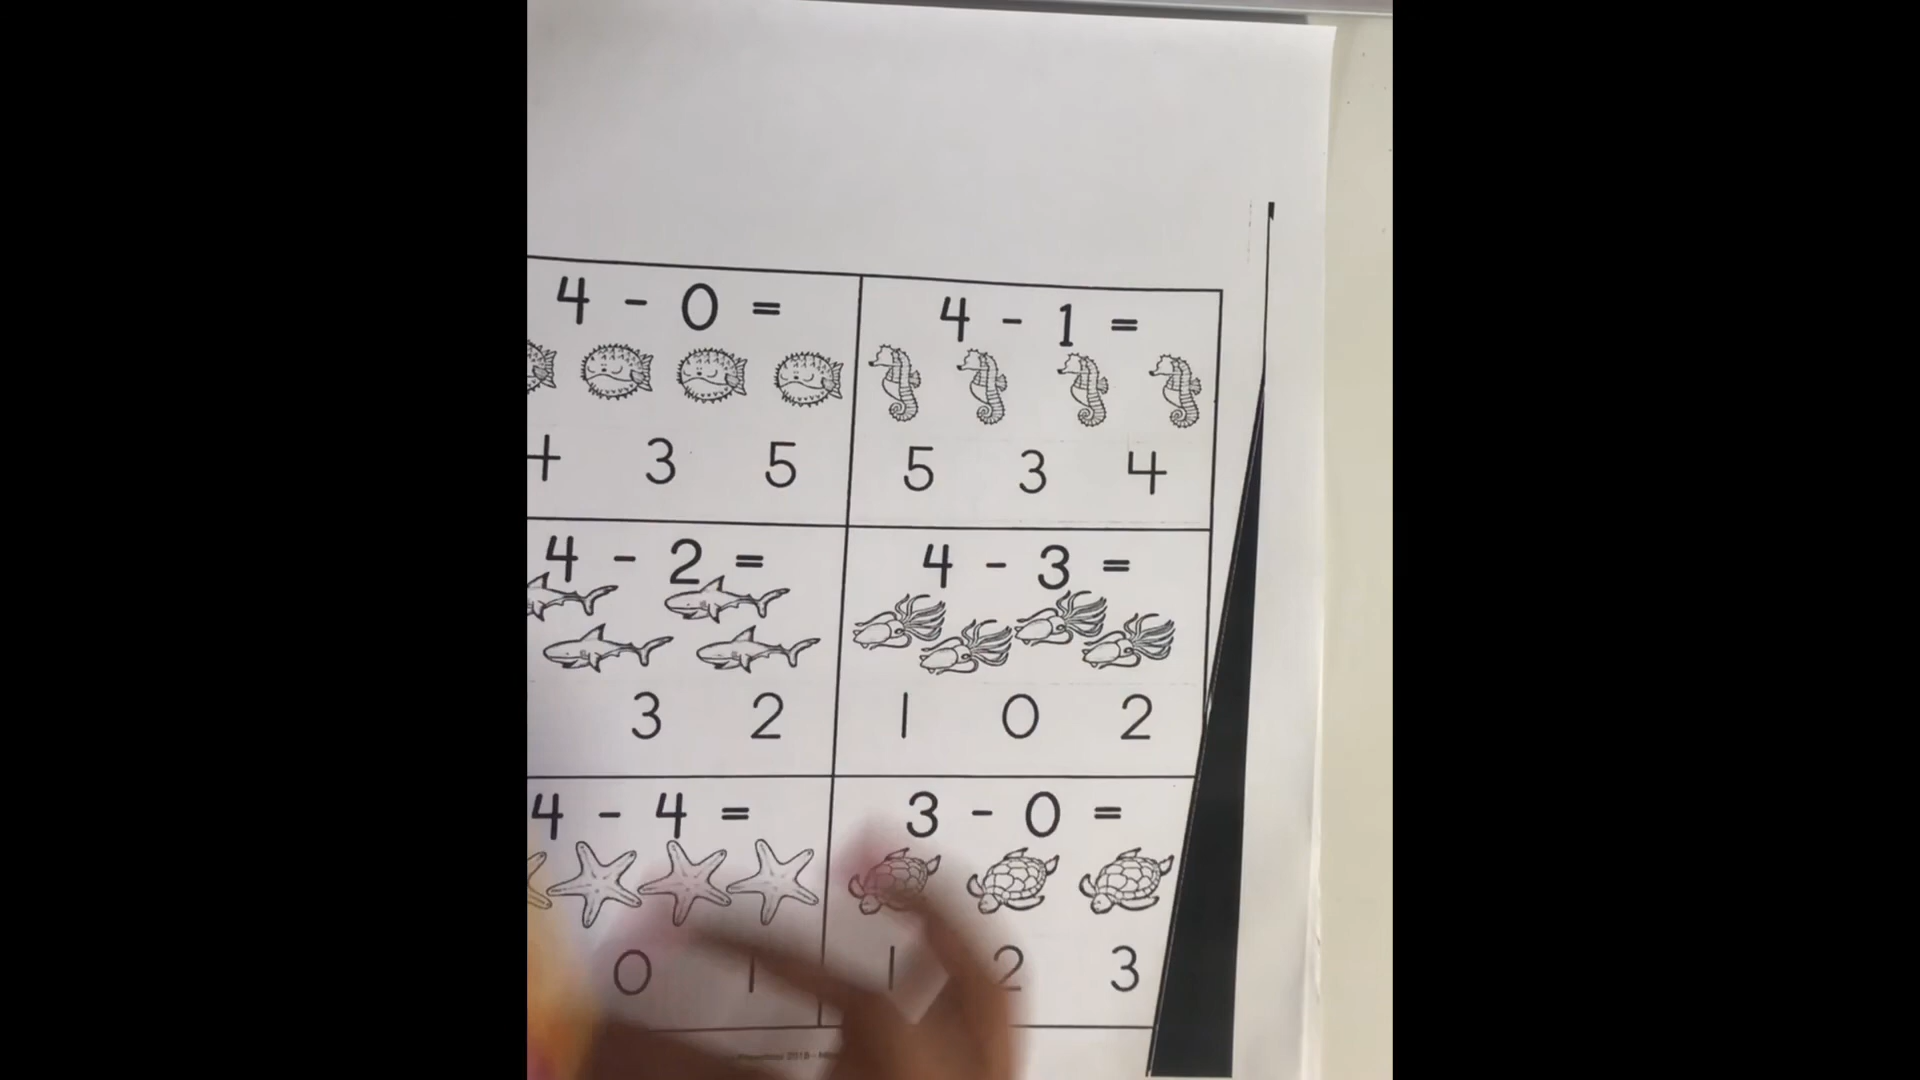 4 - 0 =
3 5
4 - 1 =
5 3 4
4 - 2 =
3 2
4 - 3 =
1 0 2
4 - 4 =
0 1
3 - 0 =
1 2 3
2018